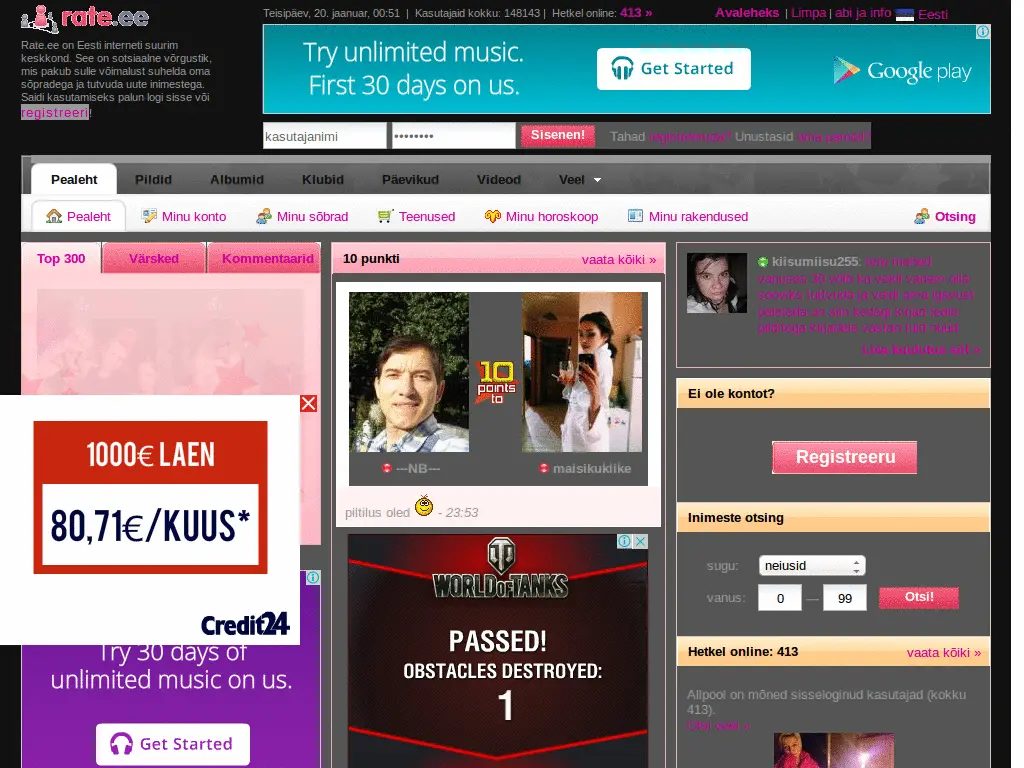 rate.ee
Teisipäev, 20. jaanuar, 00:51 | Kasutajaid kokku: 148143 | Hetkel online: 413 »
Avaleheks | Limpa | abi ja info Eesti
Rate.ee on Eesti interneti suurim
keskkond. See on sotsiaalne võrgustik,
mis pakub sulle võimalust suhelda oma
sõpradega ja tutvuda uute inimestega.
Saidi kasutamiseks palun logi sisse või
registreeri!
Try unlimited music.
First 30 days on us.
Get Started
Google play
kasutajanimi
••••••••
Sisenen!
Tahad registreeruda? Unustasid oma parooli?
Pealeht Pildid Albumid Klubid Päevikud Videod Veel
Pealeht Minu konto Minu sõbrad Teenused Minu horoskoop Minu rakendused Otsing
Top 300 Värsked Kommentaarid
1000€ LAEN
80,71€/KUUS*
Credit24
Try 30 days of
unlimited music on us.
Get Started
10 punkti vaata kõiki »
10
points
to
---NB--- maisikuklike
piltilus oled - 23:53
WORLD OF TANKS
PASSED!
OBSTACLES DESTROYED:
1
kiisumiisu255:
Ei ole kontot?
Registreeru
Inimeste otsing
sugu: neiusid
vanus: 0 — 99 Otsi!
Hetkel online: 413 vaata kõiki »
Allpool on mõned sisseloginud kasutajad (kokku
413).